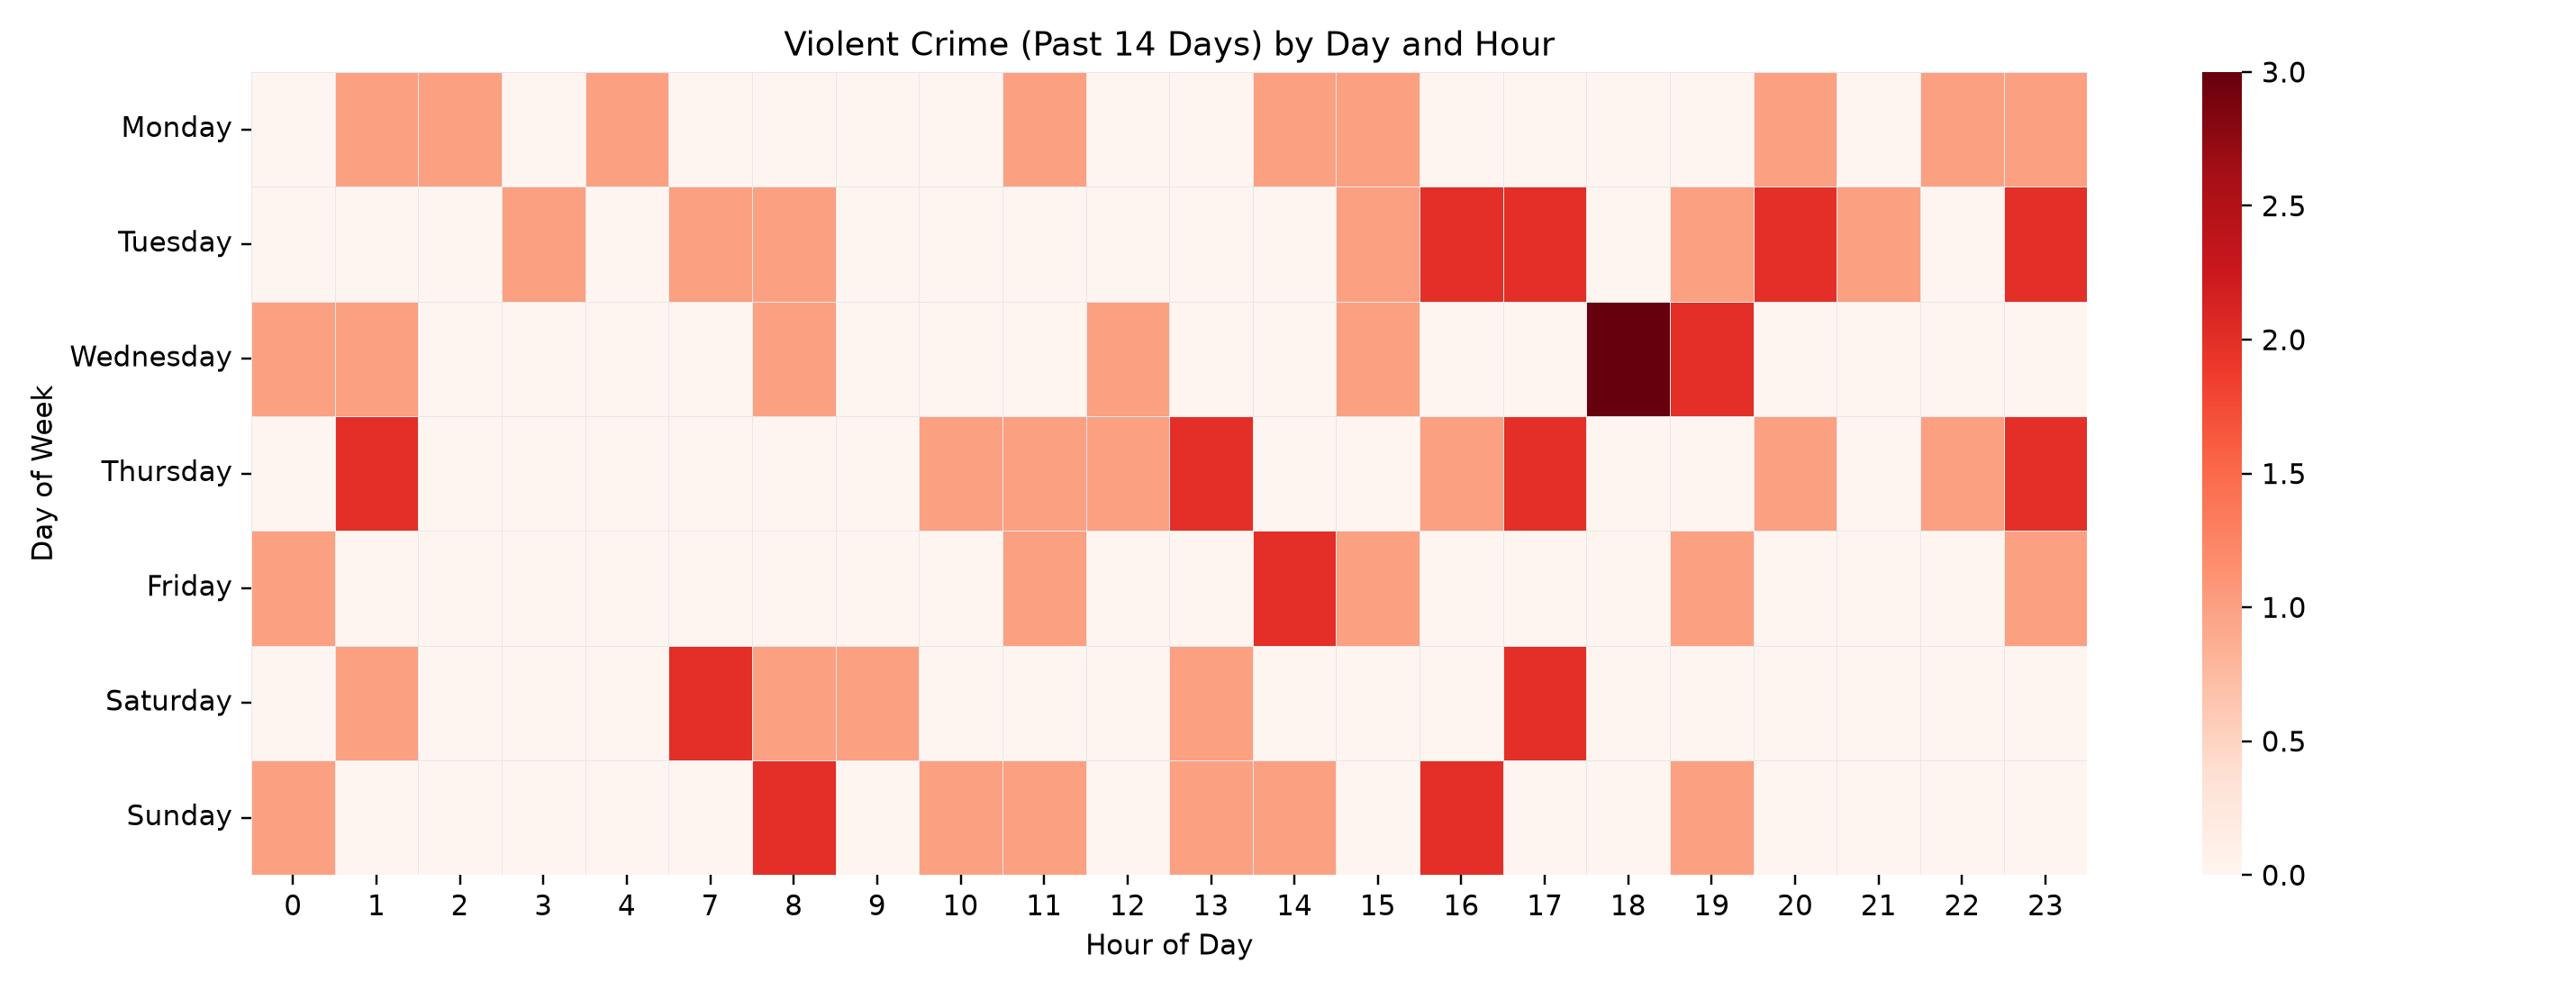 Violent Crime (Past 14 Days) by Day and Hour
Day of Week
Monday
Tuesday
Wednesday
Thursday
Friday
Saturday
Sunday
0 1 2 3 4 7 8 9 10 11 12 13 14 15 16 17 18 19 20 21 22 23
Hour of Day
3.0
2.5
2.0
1.5
1.0
0.5
0.0